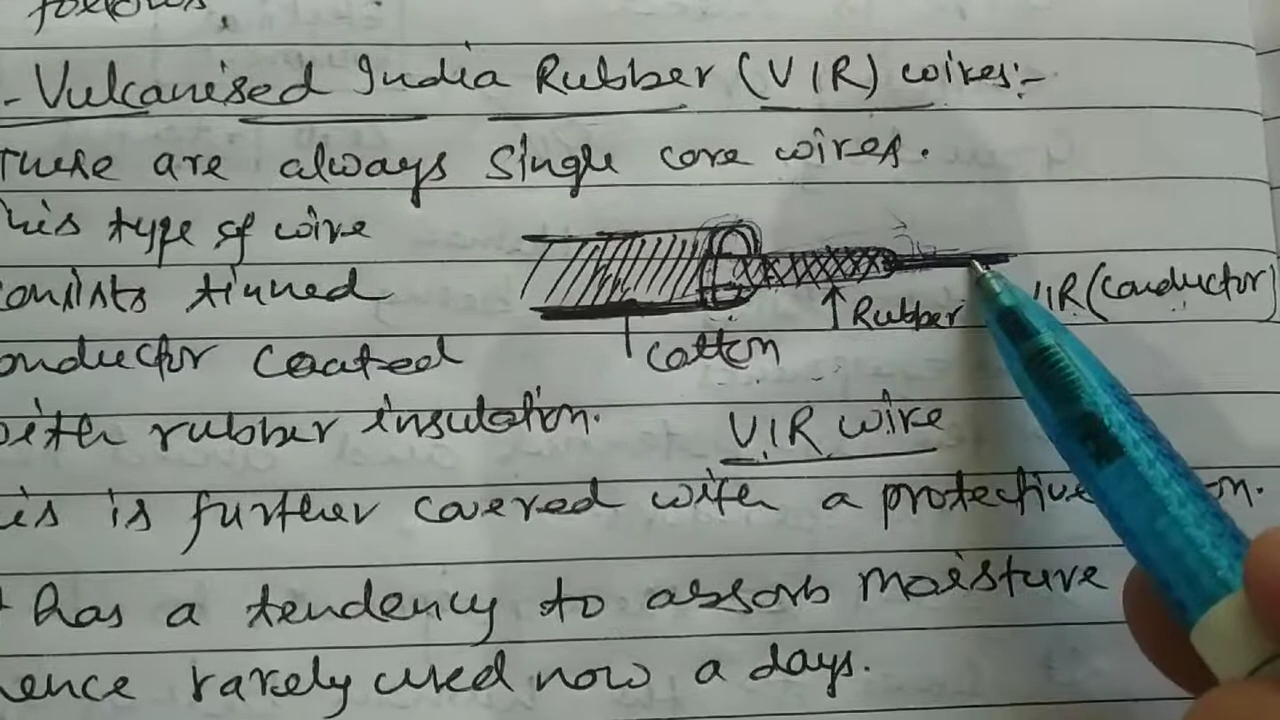 follows.
- Vulcanised India Rubber (VIR) wires:-
These are always single core wires.
This type of wire
consists tinned
conductor coated
with rubber insulation.
Rubber
VIR (Conductor)
Cotton
VIR wire
is is further covered with a protective
has a tendency to absorb moisture
hence rarely used now a days.